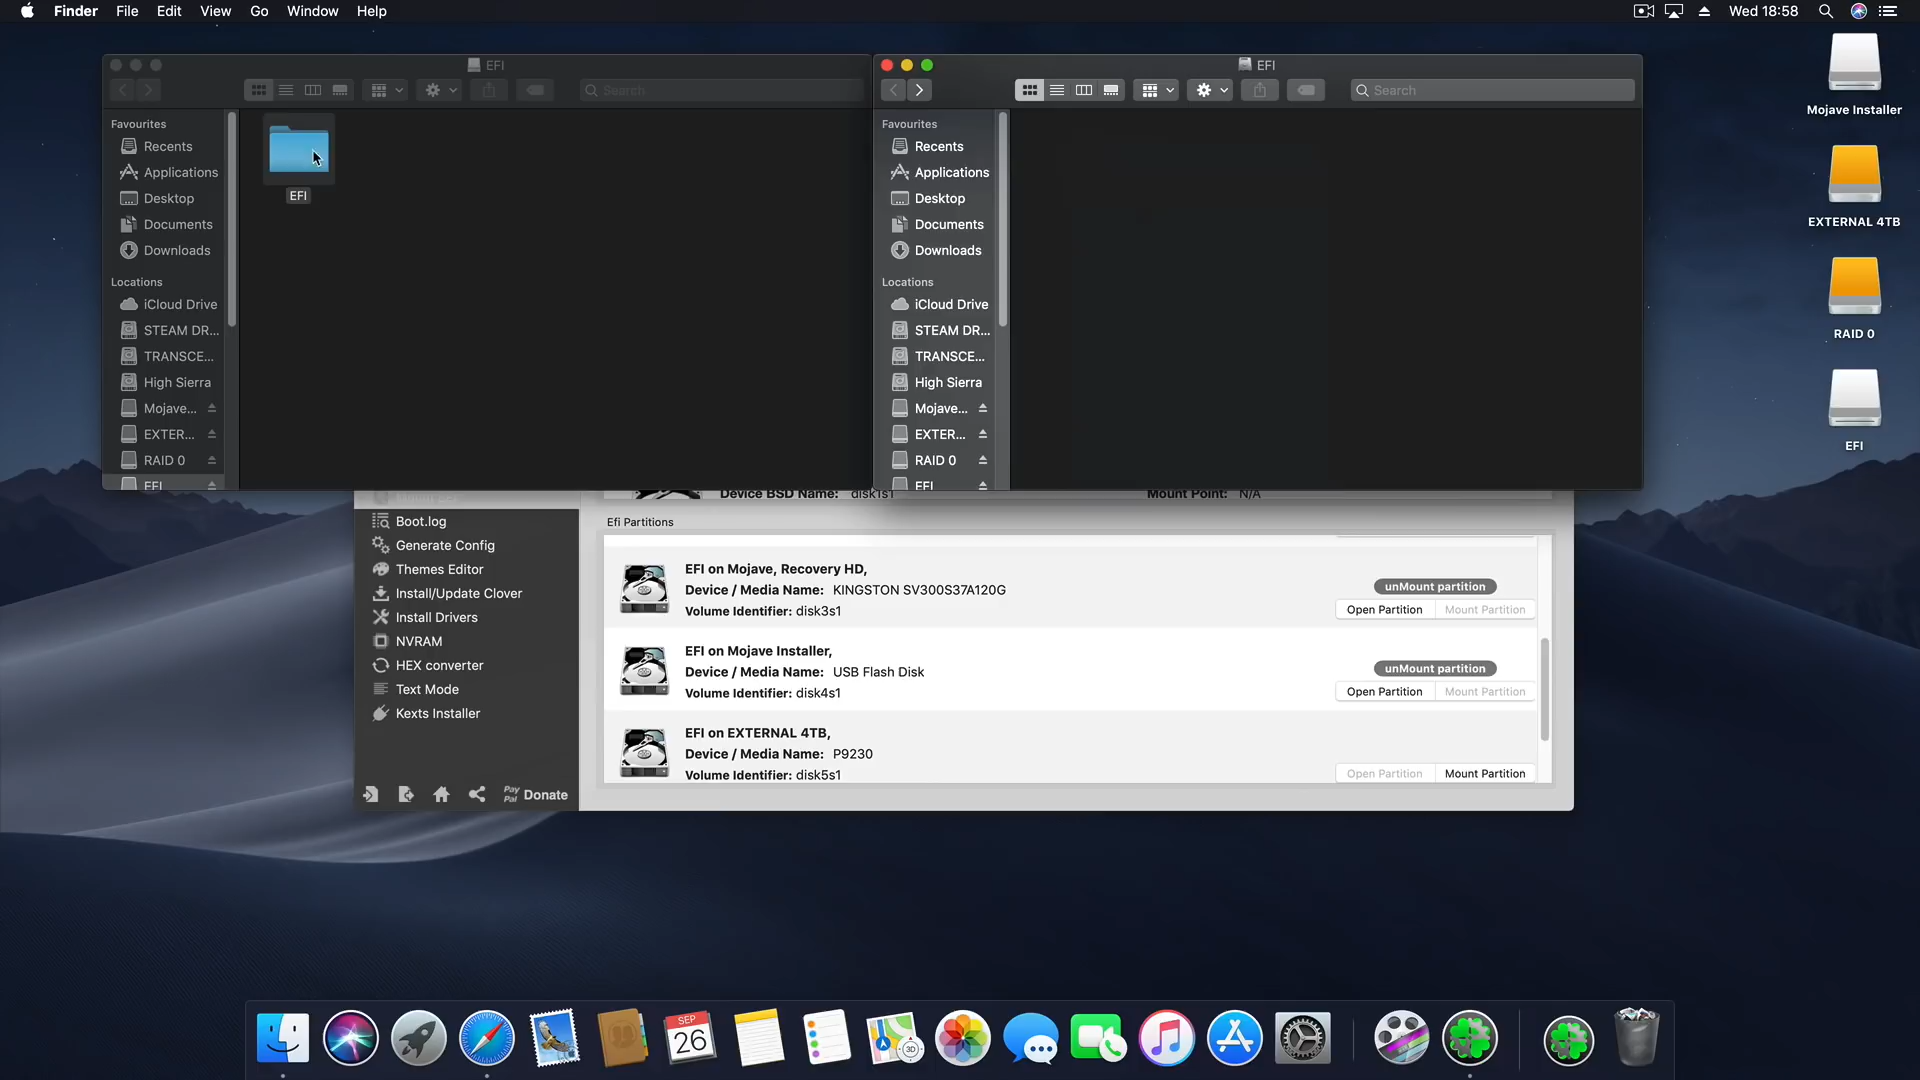 Finder File Edit View Go Window Help
Wed 18:58
EFI
Search
Favourites
Recents
Applications
Desktop
Documents
Downloads
Locations
iCloud Drive
STEAM DR...
TRANSCE...
High Sierra
Mojave...
EXTER...
RAID 0
EFI
EFI
EFI
Search
Favourites
Recents
Applications
Desktop
Documents
Downloads
Locations
iCloud Drive
STEAM DR...
TRANSCE...
High Sierra
Mojave...
EXTER...
RAID 0
EFI
Mojave Installer
EXTERNAL 4TB
RAID 0
EFI
Boot.log
Generate Config
Themes Editor
Install/Update Clover
Install Drivers
NVRAM
HEX converter
Text Mode
Kexts Installer
Pay Pal Donate
Device BSD Name: disk1s1
Mount Point: N/A
Efi Partitions
EFI on Mojave, Recovery HD,
Device / Media Name: KINGSTON SV300S37A120G
Volume Identifier: disk3s1
unMount partition
Open Partition Mount Partition
EFI on Mojave Installer,
Device / Media Name: USB Flash Disk
Volume Identifier: disk4s1
unMount partition
Open Partition Mount Partition
EFI on EXTERNAL 4TB,
Device / Media Name: P9230
Volume Identifier: disk5s1
Open Partition Mount Partition
SEP
26
3D